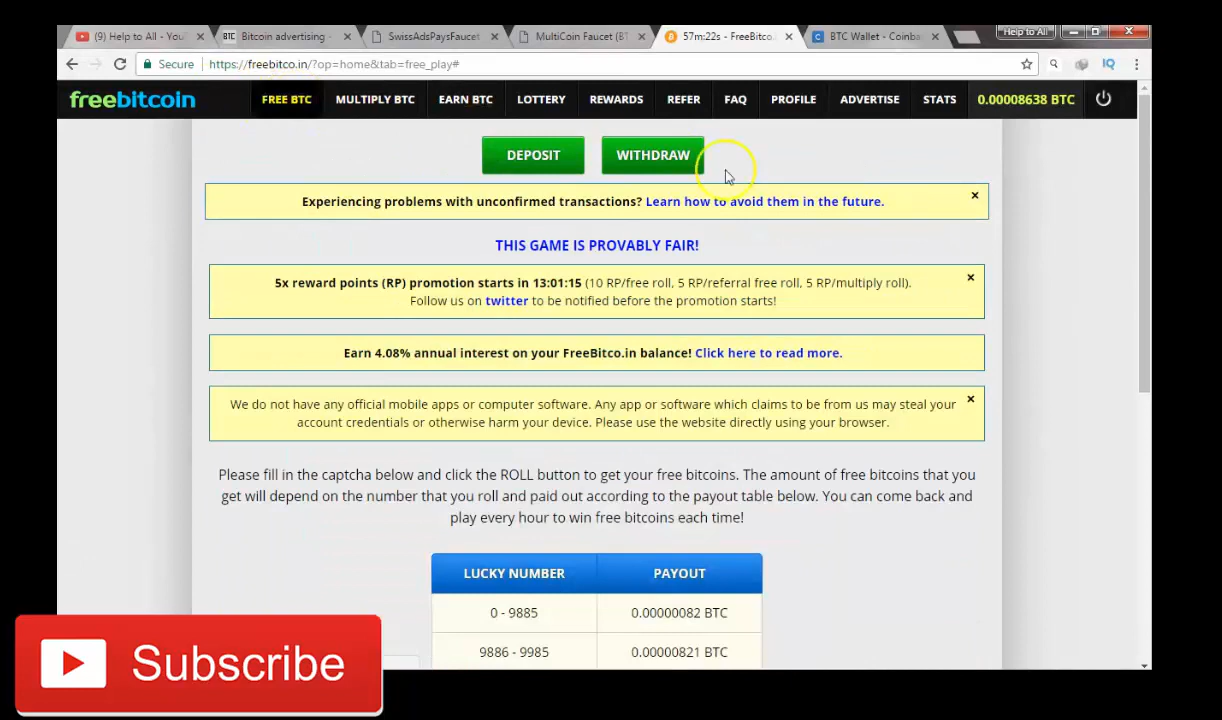 (9) Help to All - You
BTC Bitcoin advertising -
SwissAdsPaysFaucet
MultiCoin Faucet (BT
57m:22s - FreeBitco.
C BTC Wallet - Coinba
Help to All
Secure https://freebitco.in/?op=home&tab=free_play#
IQ
freebitcoin FREE BTC MULTIPLY BTC EARN BTC LOTTERY REWARDS REFER FAQ PROFILE ADVERTISE STATS 0.00008638 BTC
DEPOSIT WITHDRAW
Experiencing problems with unconfirmed transactions? Learn how to avoid them in the future.
THIS GAME IS PROVABLY FAIR!
5x reward points (RP) promotion starts in 13:01:15 (10 RP/free roll, 5 RP/referral free roll, 5 RP/multiply roll).
Follow us on twitter to be notified before the promotion starts!
Earn 4.08% annual interest on your FreeBitco.in balance! Click here to read more.
We do not have any official mobile apps or computer software. Any app or software which claims to be from us may steal your
account credentials or otherwise harm your device. Please use the website directly using your browser.
Please fill in the captcha below and click the ROLL button to get your free bitcoins. The amount of free bitcoins that you
get will depend on the number that you roll and paid out according to the payout table below. You can come back and
play every hour to win free bitcoins each time!
LUCKY NUMBER PAYOUT
0 - 9885 0.00000082 BTC
9886 - 9985 0.00000821 BTC
Subscribe